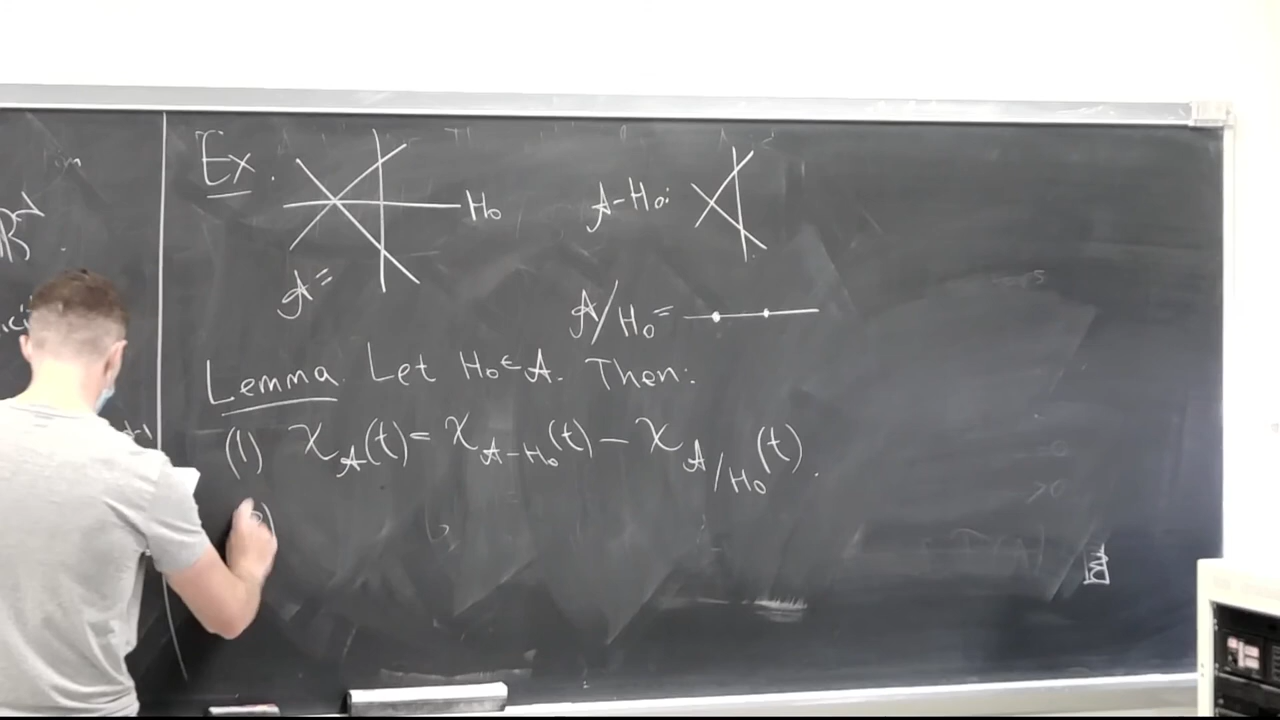 Ex.
H₀
𝒜-H₀:
𝒜=
𝒜/H₀=
Lemma. Let H₀∈𝒜. Then:
(1) χ_𝒜(t) = χ_{𝒜-H₀}(t) - χ_{𝒜/H₀}(t).